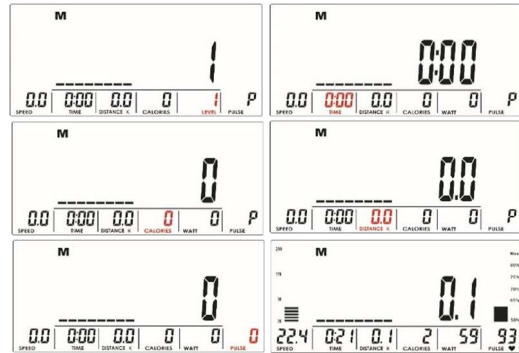 M
1
0.0 0:00 0.0 0 1 P
SPEED TIME DISTANCE K CALORIES LEVEL PULSE
M
0:00
0.0 0:00 0.0 0 0 P
SPEED TIME DISTANCE K CALORIES WATT PULSE
M
0
0.0 0:00 0.0 0 0 P
SPEED TIME DISTANCE K CALORIES WATT PULSE
M
0.0
0.0 0:00 0.0 0 0 P
SPEED TIME DISTANCE K CALORIES WATT PULSE
M
0
0.0 0:00 0.0 0 0 0
SPEED TIME DISTANCE K CALORIES WATT PULSE
M
0.1
22.4 0:21 0.1 2 59 93
SPEED TIME DISTANCE K CALORIES WATT PULSE